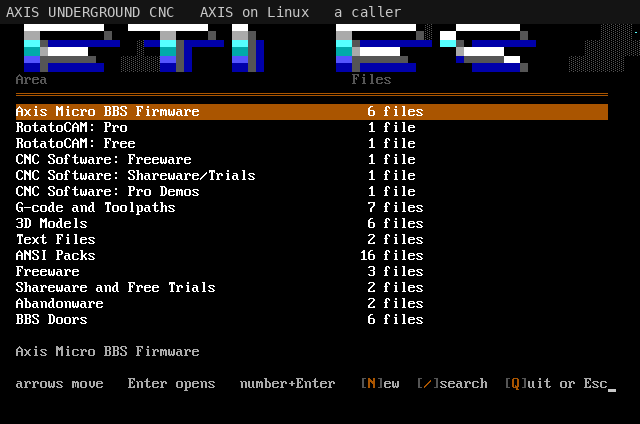 AXIS UNDERGROUND CNC   AXIS on Linux   a caller
FILES
Area   Files
Axis Micro BBS Firmware   6 files
RotatoCAM: Pro   1 file
RotatoCAM: Free   1 file
CNC Software: Freeware   1 file
CNC Software: Shareware/Trials   1 file
CNC Software: Pro Demos   1 file
G-code and Toolpaths   7 files
3D Models   6 files
Text Files   2 files
ANSI Packs   16 files
Freeware   3 files
Shareware and Free Trials   2 files
Abandonware   2 files
BBS Doors   6 files
Axis Micro BBS Firmware
arrows move   Enter opens   number+Enter   [N]ew   [/]search   [Q]uit or Esc_